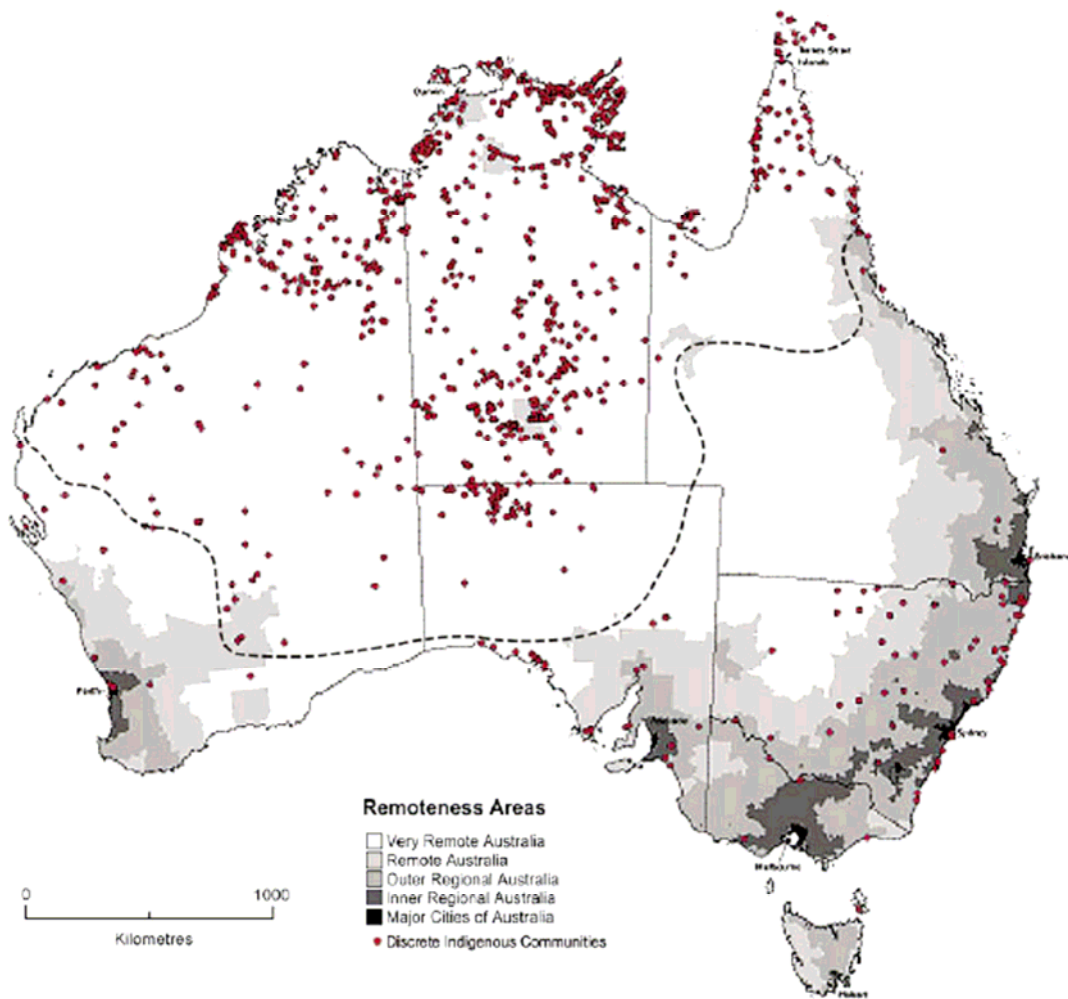 Torres Strait
Islands
Darwin
Brisbane
Perth
Adelaide
Sydney
Melbourne
Remoteness Areas
Very Remote Australia
Remote Australia
Outer Regional Australia
Inner Regional Australia
Major Cities of Australia
Discrete Indigenous Communities
0 1000
Kilometres
Hobart